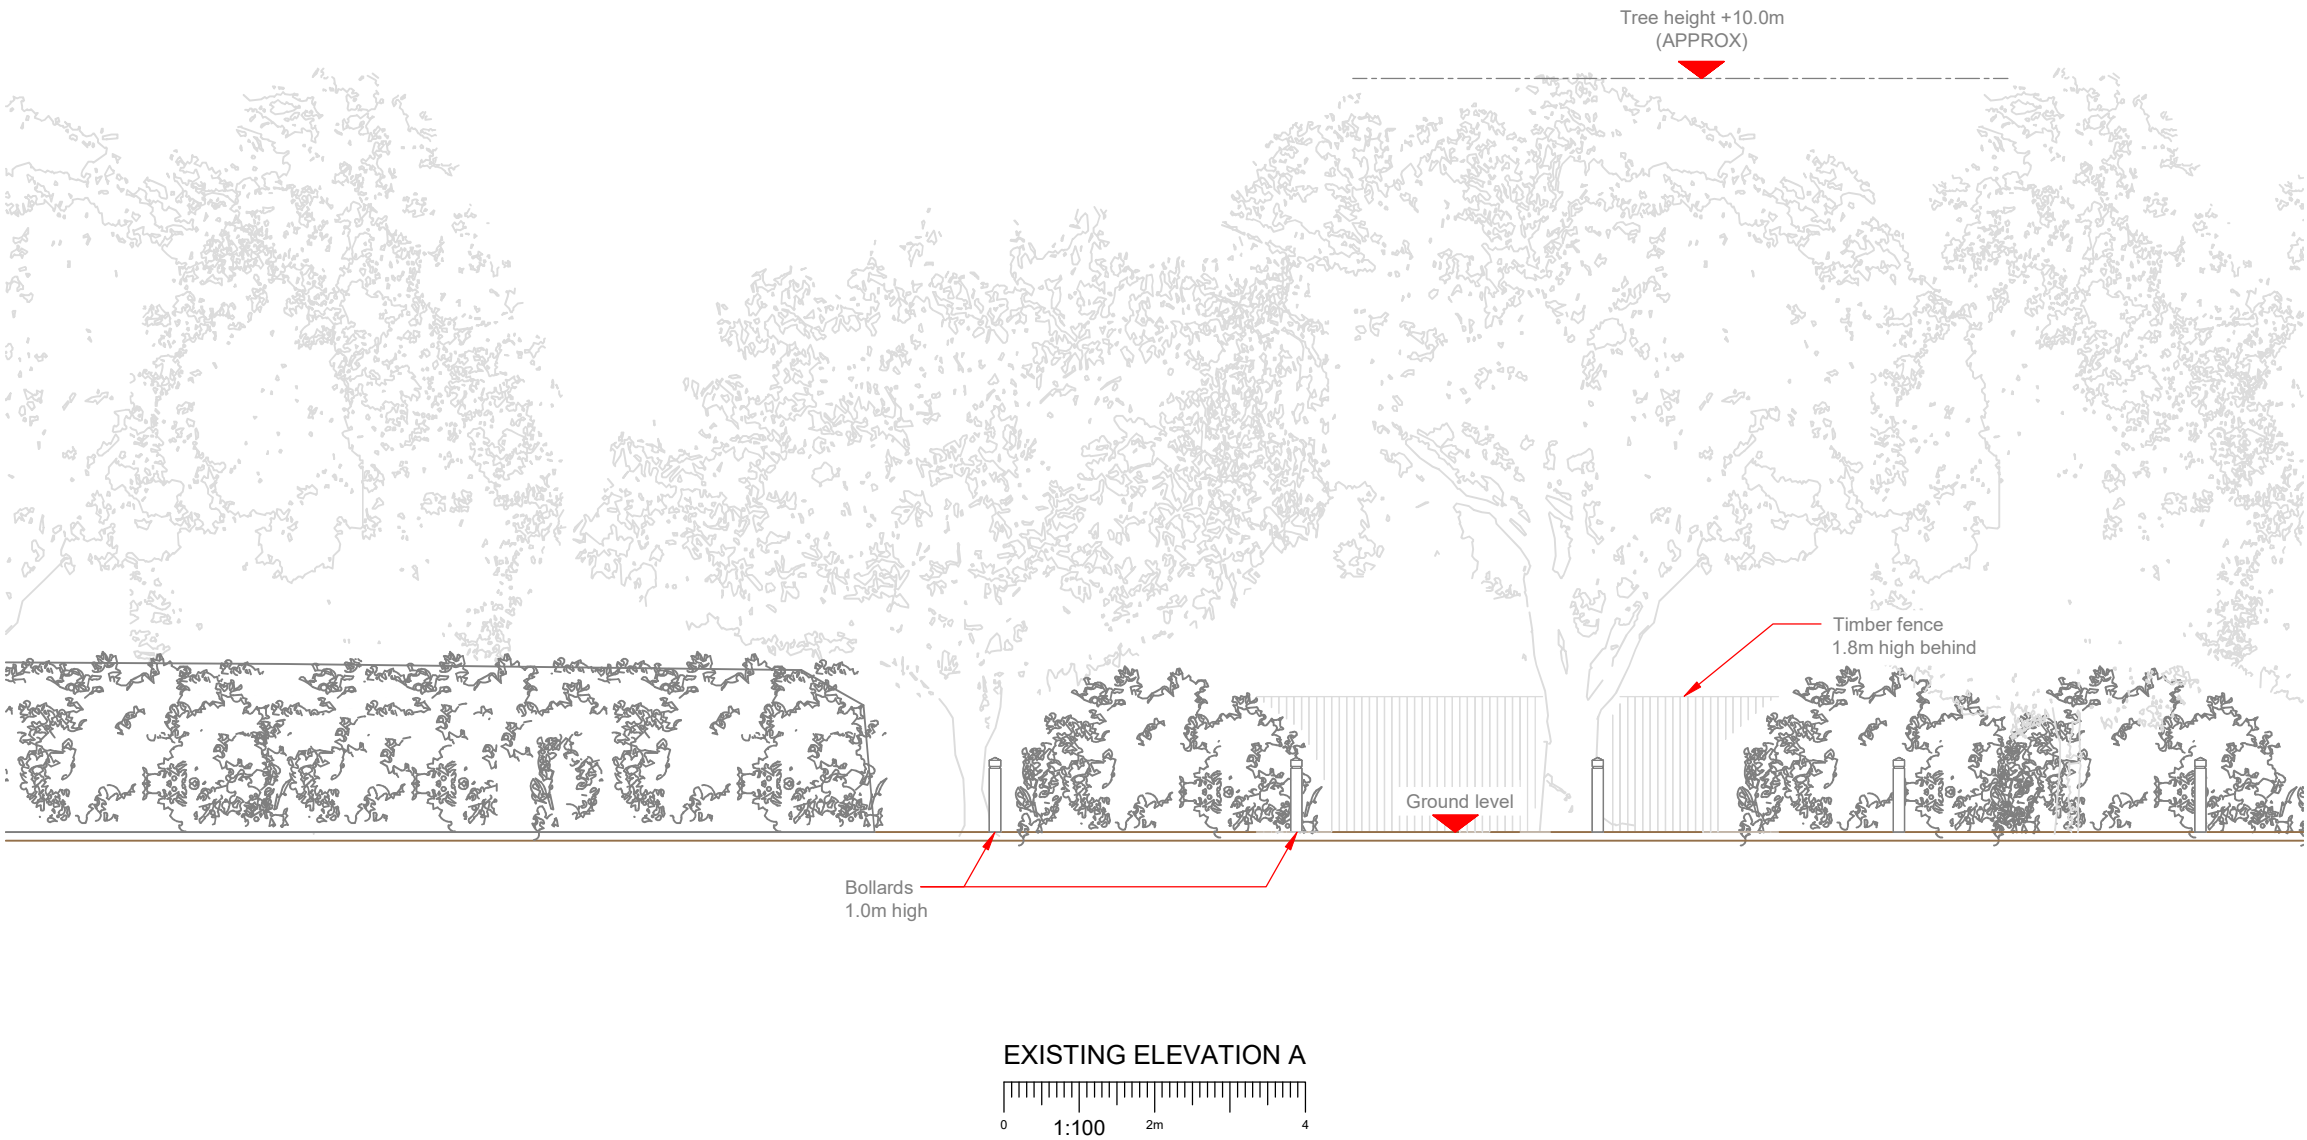 Tree height +10.0m
(APPROX)
Timber fence
1.8m high behind
Ground level
Bollards
1.0m high
EXISTING ELEVATION A
0
1:100
2m
4